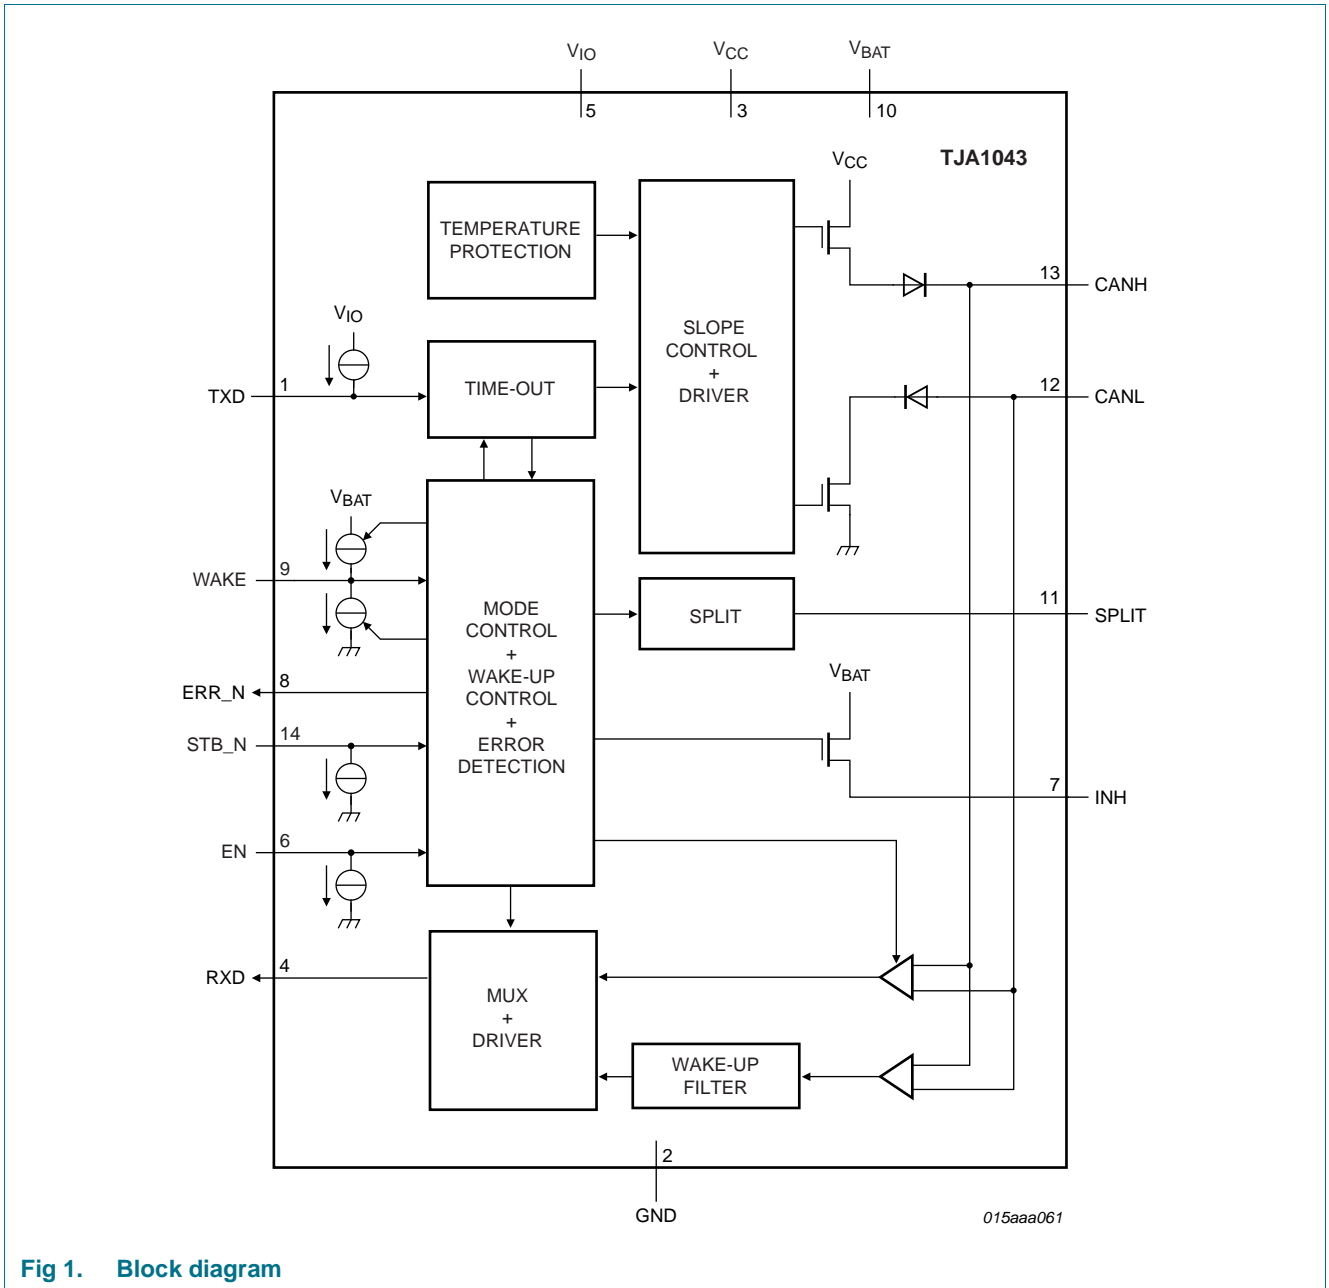 VIO
VCC
VBAT
5
3
10
TJA1043
VCC
TEMPERATURE
PROTECTION
13
CANH
VIO
SLOPE
CONTROL
+
DRIVER
TXD
1
TIME-OUT
12
CANL
VBAT
WAKE
9
MODE
CONTROL
+
WAKE-UP
CONTROL
+
ERROR
DETECTION
SPLIT
11
SPLIT
ERR_N
8
VBAT
STB_N
14
7
INH
EN
6
RXD
4
MUX
+
DRIVER
WAKE-UP
FILTER
2
GND
015aaa061
Fig 1. Block diagram